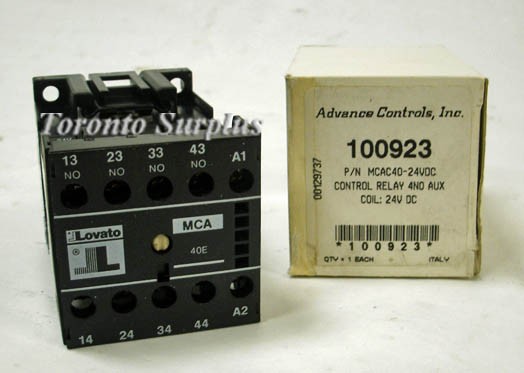 Toronto Surplus
13 23 33 43 A1
NO NO NO NO
Lovato
L
MCA
40E
14 24 34 44 A2
Advance Controls, Inc.
100923
P/N MCAC40-24VDC
CONTROL RELAY 4NO AUX
COIL: 24V DC
*100923*
QTY * 1 EACH ITALY
00129737